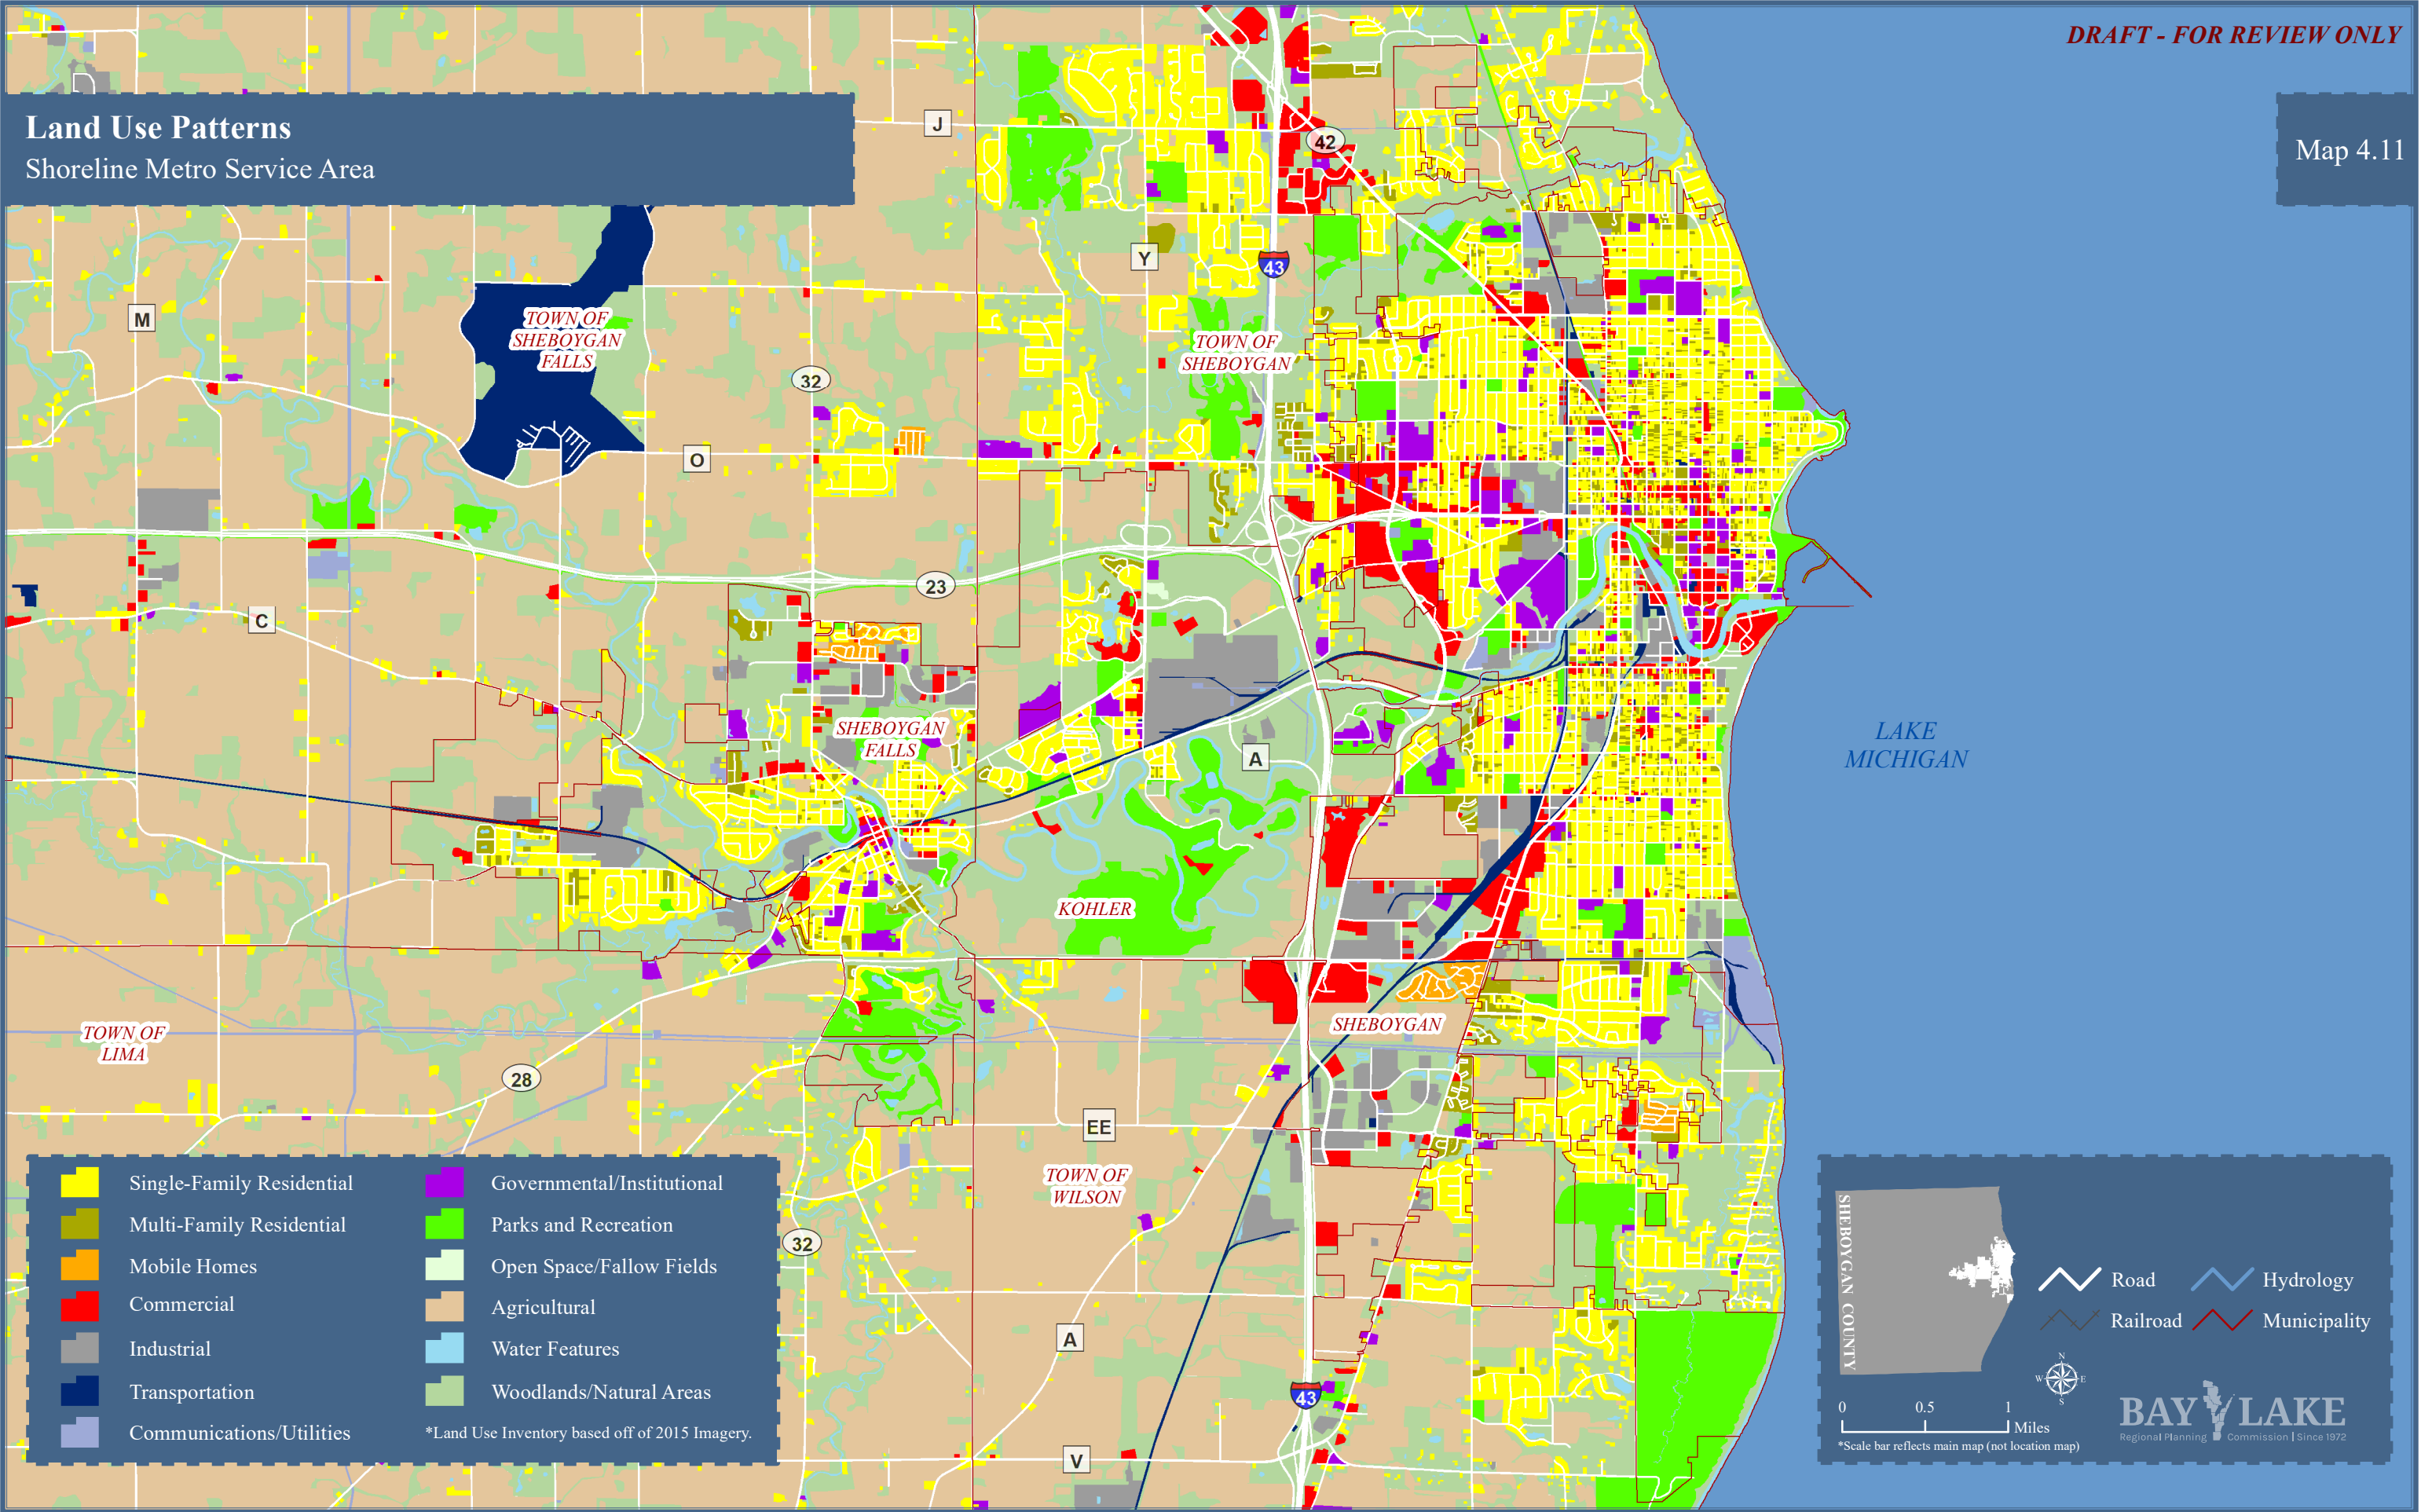 DRAFT - FOR REVIEW ONLY
Land Use Patterns
Shoreline Metro Service Area
Map 4.11
J
42
Y
43
M
TOWN OF
SHEBOYGAN
FALLS
TOWN OF
SHEBOYGAN
32
O
23
C
SHEBOYGAN
FALLS
A
LAKE
MICHIGAN
KOHLER
TOWN OF
LIMA
SHEBOYGAN
28
EE
TOWN OF
WILSON
32
A
43
V
Single-Family Residential
Multi-Family Residential
Mobile Homes
Commercial
Industrial
Transportation
Communications/Utilities
Governmental/Institutional
Parks and Recreation
Open Space/Fallow Fields
Agricultural
Water Features
Woodlands/Natural Areas
*Land Use Inventory based off of 2015 Imagery.
SHEBOYGAN COUNTY
Road
Hydrology
Railroad
Municipality
N
W
E
S
0 0.5 1
Miles
*Scale bar reflects main map (not location map)
BAY LAKE
Regional Planning Commission | Since 1972